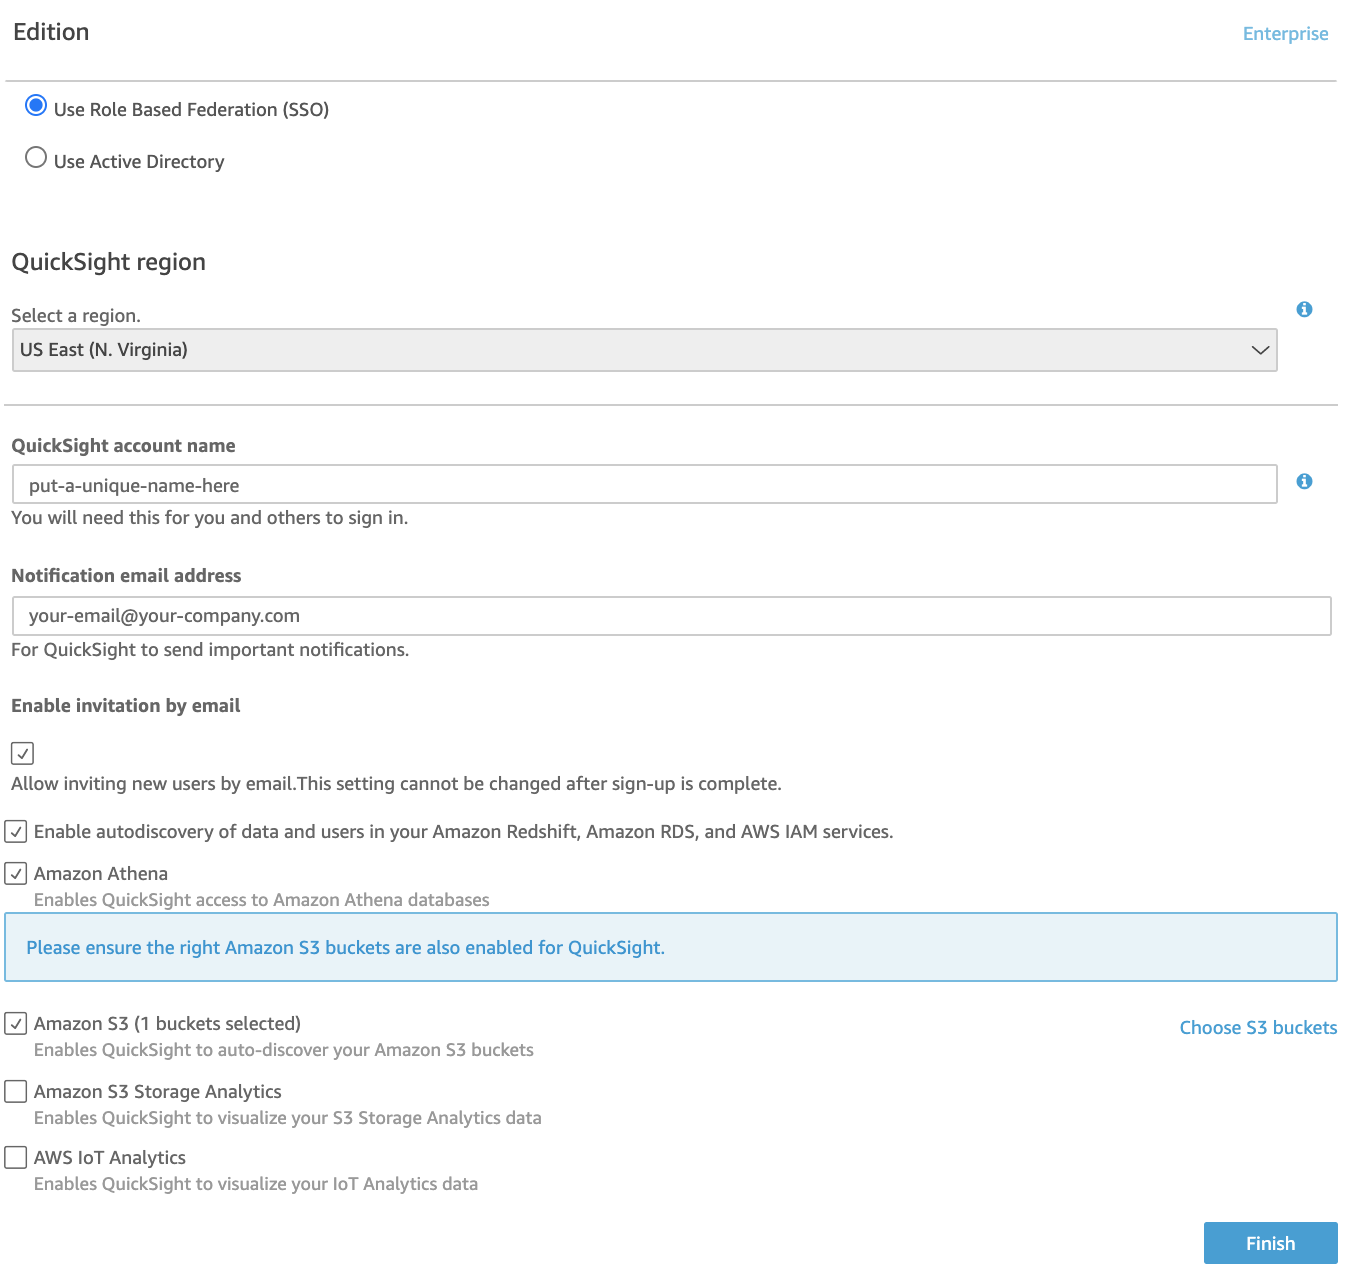 Edition
Enterprise
Use Role Based Federation (SSO)
Use Active Directory
QuickSight region
Select a region.
US East (N. Virginia)
QuickSight account name
put-a-unique-name-here
You will need this for you and others to sign in.
Notification email address
your-email@your-company.com
For QuickSight to send important notifications.
Enable invitation by email
Allow inviting new users by email.This setting cannot be changed after sign-up is complete.
Enable autodiscovery of data and users in your Amazon Redshift, Amazon RDS, and AWS IAM services.
Amazon Athena
Enables QuickSight access to Amazon Athena databases
Please ensure the right Amazon S3 buckets are also enabled for QuickSight.
Amazon S3 (1 buckets selected)
Choose S3 buckets
Enables QuickSight to auto-discover your Amazon S3 buckets
Amazon S3 Storage Analytics
Enables QuickSight to visualize your S3 Storage Analytics data
AWS IoT Analytics
Enables QuickSight to visualize your IoT Analytics data
Finish